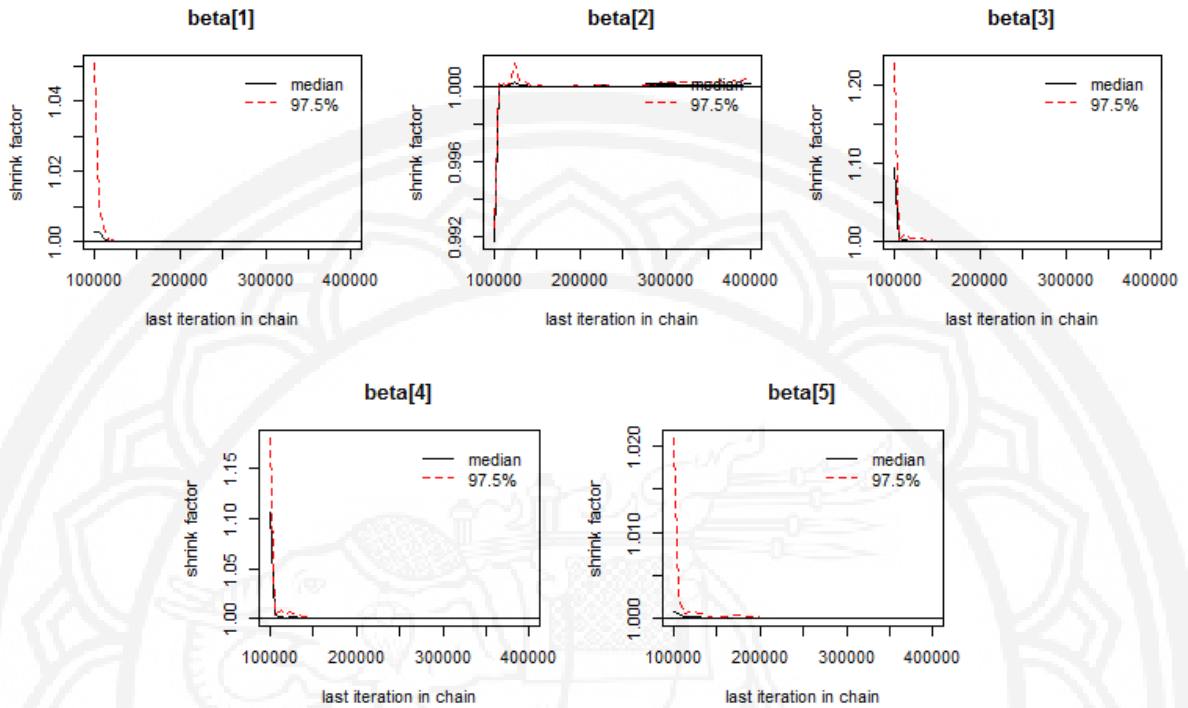 beta[1]
beta[2]
beta[3]
shrink factor
1.00 1.02 1.04
median
97.5%
100000 200000 300000 400000
last iteration in chain
shrink factor
0.992 0.996 1.000
median
97.5%
100000 200000 300000 400000
last iteration in chain
shrink factor
1.00 1.10 1.20
median
97.5%
100000 200000 300000 400000
last iteration in chain
beta[4]
beta[5]
shrink factor
1.00 1.05 1.10 1.15
median
97.5%
100000 200000 300000 400000
last iteration in chain
shrink factor
1.000 1.010 1.020
median
97.5%
100000 200000 300000 400000
last iteration in chain